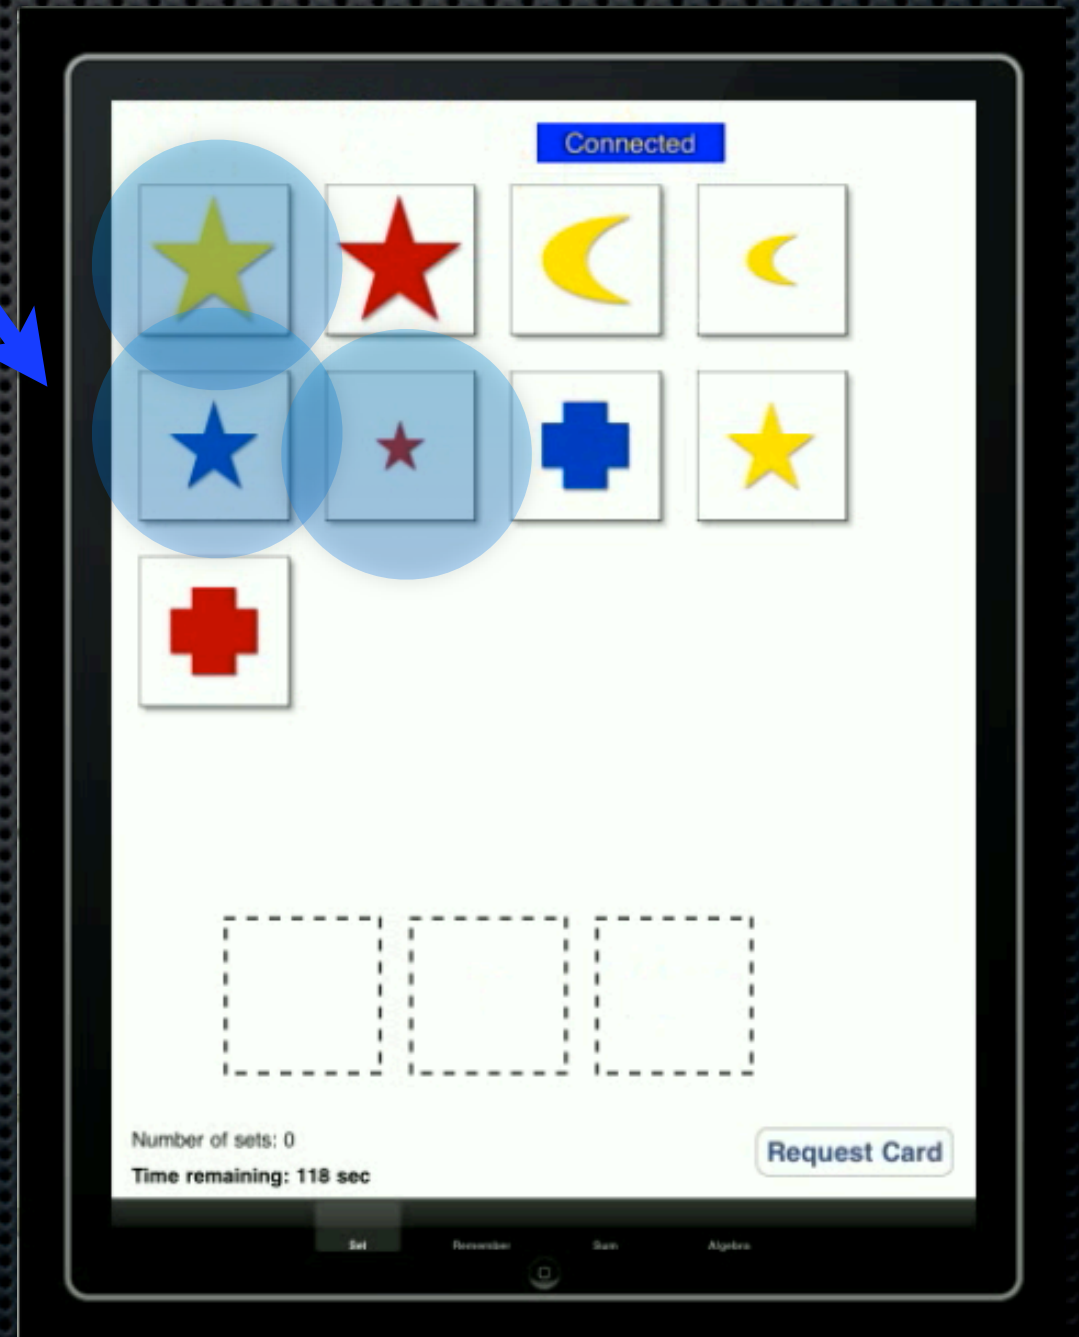 Connected
Number of sets: 0
Time remaining: 118 sec
Request Card
Set Remember Sum Algebra